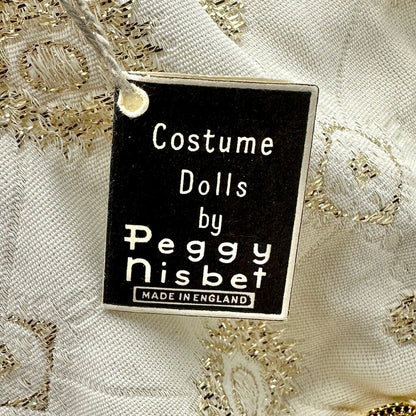 Costume
Dolls
by
Peggy
Nisbet
MADE IN ENGLAND